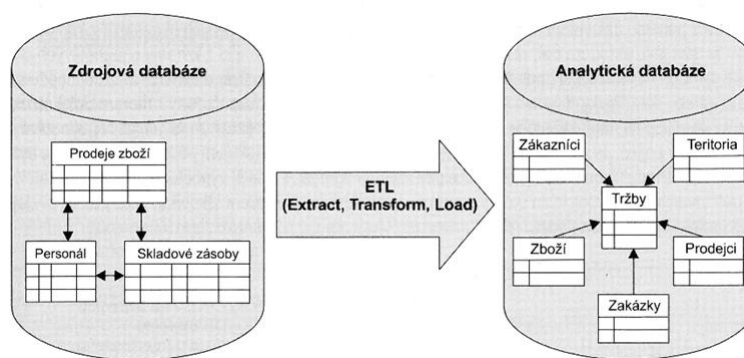 Zdrojová databáze
Prodeje zboží
Personál
Skladové zásoby
ETL
(Extract, Transform, Load)
Analytická databáze
Zákazníci
Teritoria
Tržby
Zboží
Prodejci
Zakázky